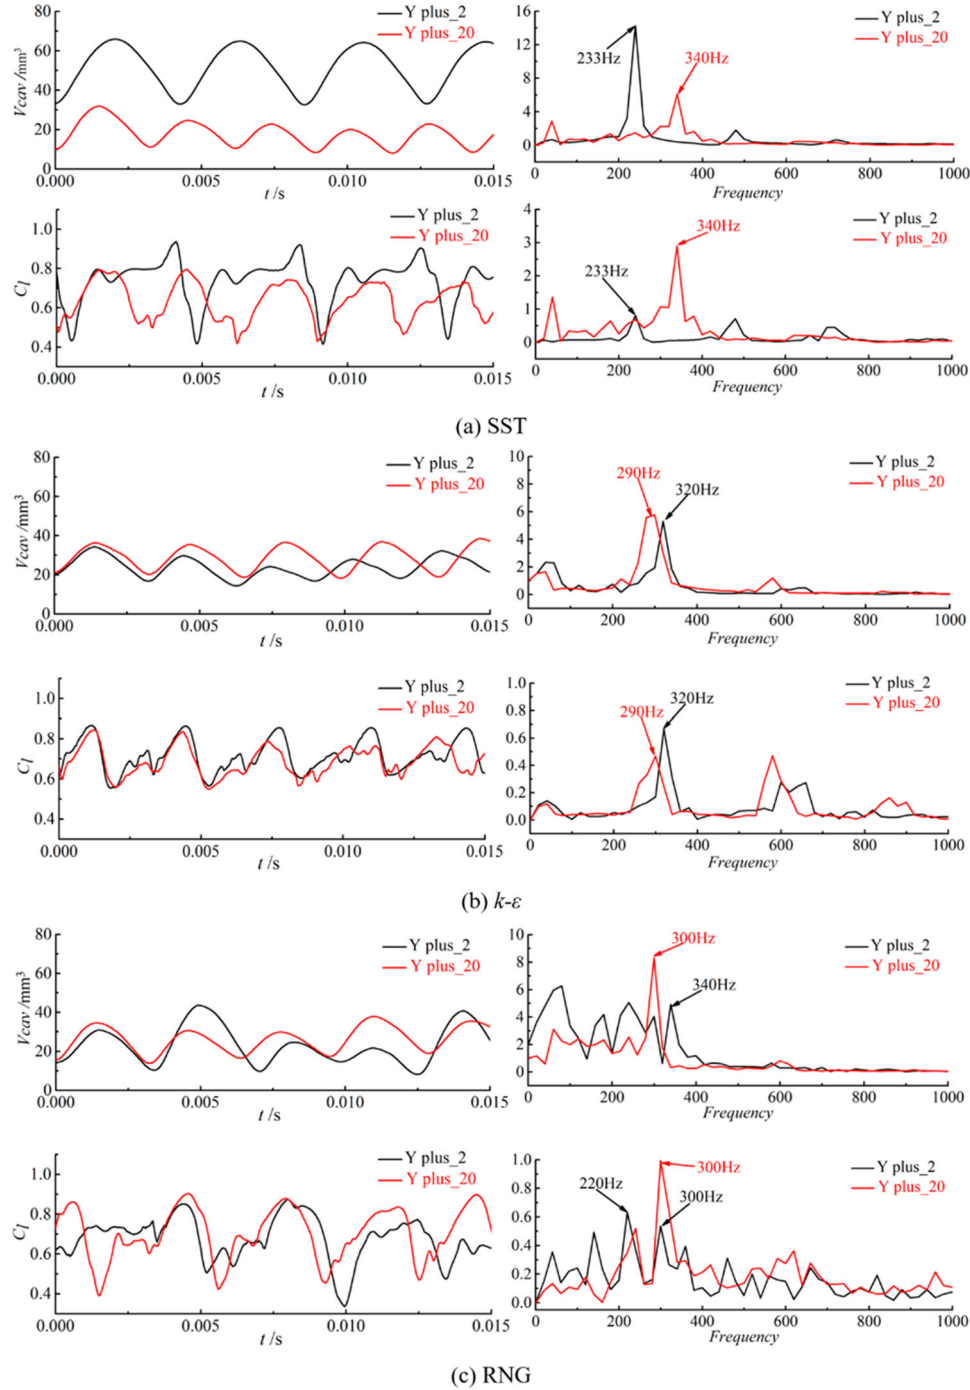 80
60
40
20
0
Vcav /mm³
0.000
0.005
0.010
0.015
t /s
Y plus_2
Y plus_20
16
12
8
4
0
0
200
400
600
800
1000
Frequency
233Hz
340Hz
Y plus_2
Y plus_20
1.0
0.8
0.6
0.4
Cl
0.000
0.005
0.010
0.015
t /s
Y plus_2
Y plus_20
4
3
2
1
0
0
200
400
600
800
1000
Frequency
233Hz
340Hz
Y plus_2
Y plus_20
(a) SST
80
60
40
20
0
Vcav /mm³
0.000
0.005
0.010
0.015
t /s
Y plus_2
Y plus_20
10
8
6
4
2
0
0
200
400
600
800
1000
Frequency
290Hz
320Hz
Y plus_2
Y plus_20
1.0
0.8
0.6
0.4
Cl
0.000
0.005
0.010
0.015
t /s
Y plus_2
Y plus_20
1.0
0.8
0.6
0.4
0.2
0.0
0
200
400
600
800
1000
Frequency
290Hz
320Hz
Y plus_2
Y plus_20
(b) k-ε
80
60
40
20
0
Vcav /mm³
0.000
0.005
0.010
0.015
t /s
Y plus_2
Y plus_20
10
8
6
4
2
0
0
200
400
600
800
1000
Frequency
300Hz
340Hz
Y plus_2
Y plus_20
1.0
0.8
0.6
0.4
Cl
0.000
0.005
0.010
0.015
t /s
Y plus_2
Y plus_20
1.0
0.8
0.6
0.4
0.2
0.0
0
200
400
600
800
1000
Frequency
220Hz
300Hz
300Hz
Y plus_2
Y plus_20
(c) RNG